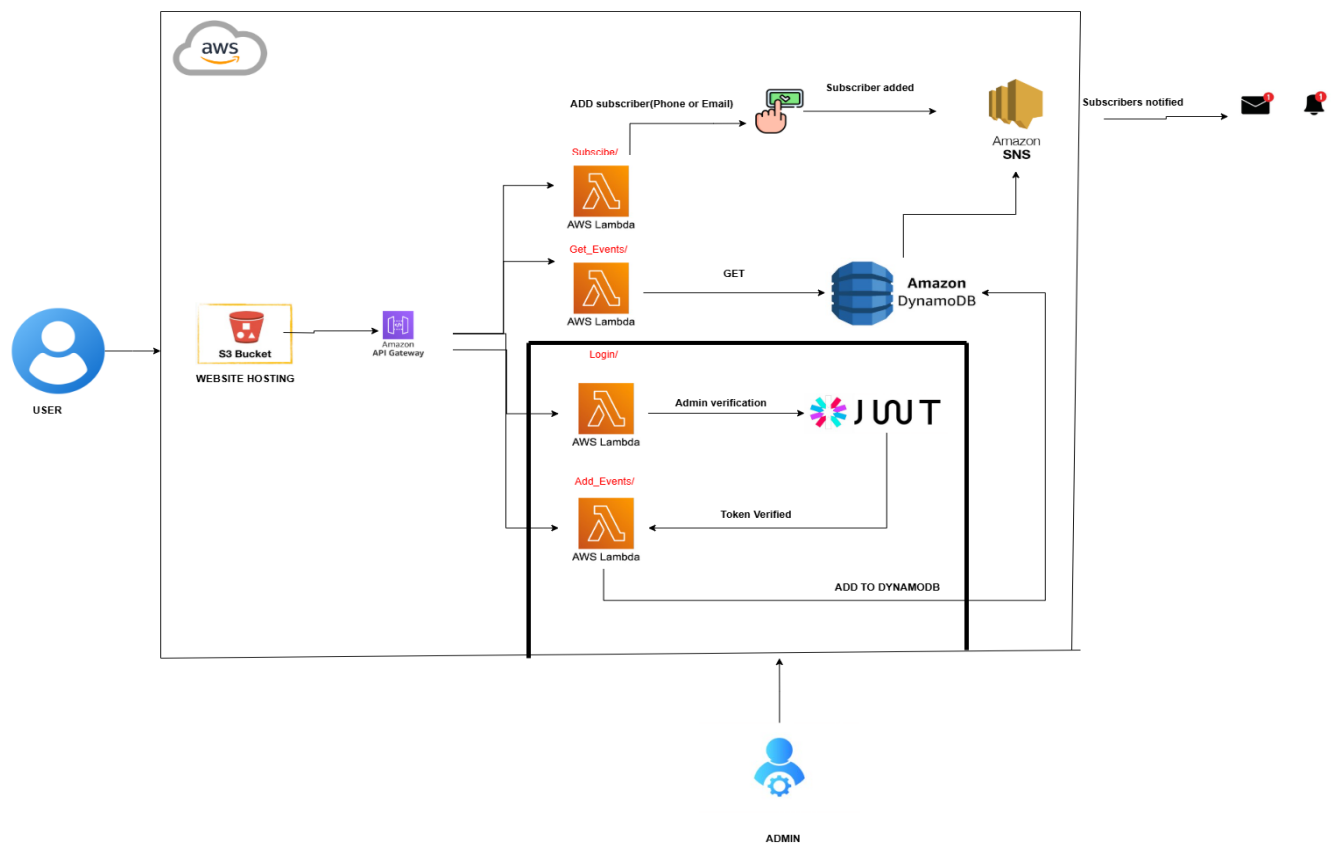 aws
ADD subscriber(Phone or Email)
Subscriber added
Subscribers notified
1
1
Amazon
SNS
Subscibe/
AWS Lambda
Get_Events/
GET
AWS Lambda
Amazon
DynamoDB
S3 Bucket
WEBSITE HOSTING
Amazon
API Gateway
USER
Login/
Admin verification
JWT
AWS Lambda
Add_Events/
Token Verified
AWS Lambda
ADD TO DYNAMODB
ADMIN